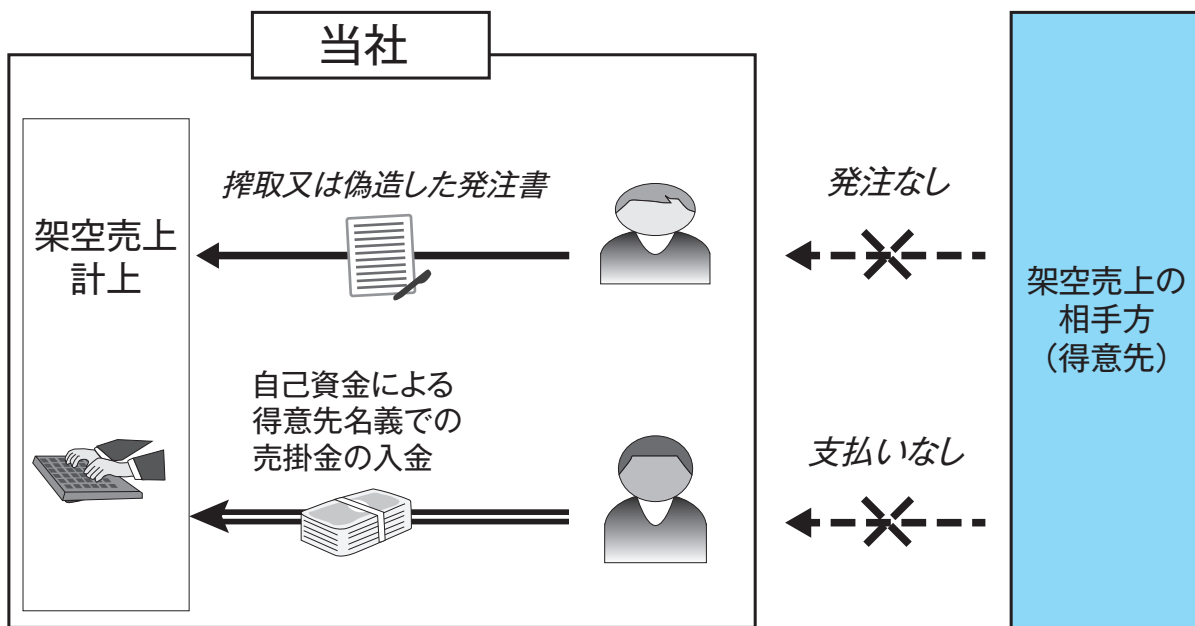 当社
搾取又は偽造した発注書
発注なし
架空売上
計上
架空売上の
相手方
（得意先）
自己資金による
得意先名義での
売掛金の入金
支払いなし